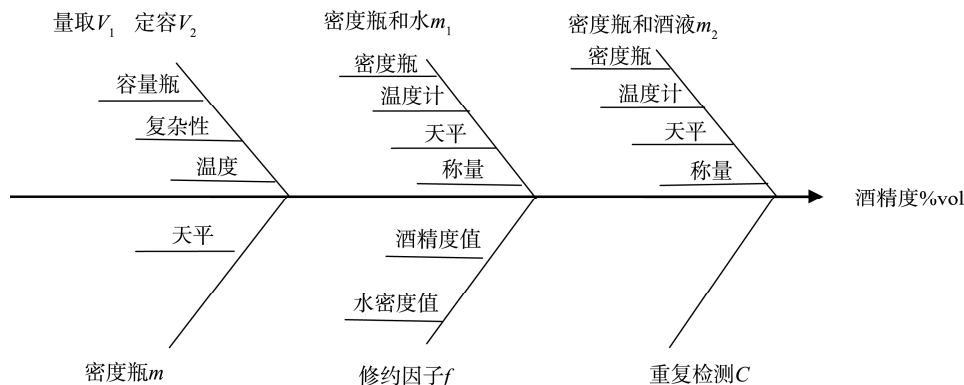 量取V₁ 定容V₂
容量瓶
复杂性
温度
密度瓶和水m₁
密度瓶
温度计
天平
称量
密度瓶和酒液m₂
密度瓶
温度计
天平
称量
酒精度%vol
天平
密度瓶m
酒精度值
水密度值
修约因子f
重复检测C